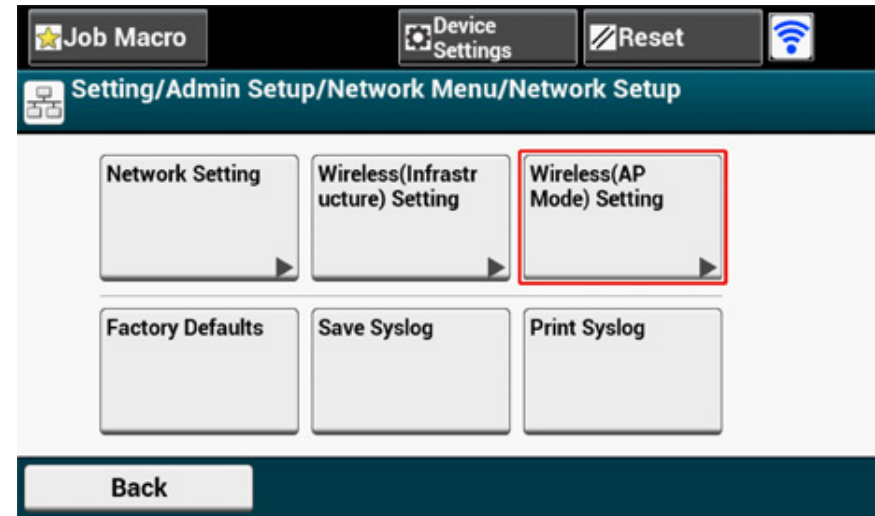 Job Macro
Device
Settings
Reset
Setting/Admin Setup/Network Menu/Network Setup
Network Setting
Wireless(Infrastr
ucture) Setting
Wireless(AP
Mode) Setting
Factory Defaults
Save Syslog
Print Syslog
Back